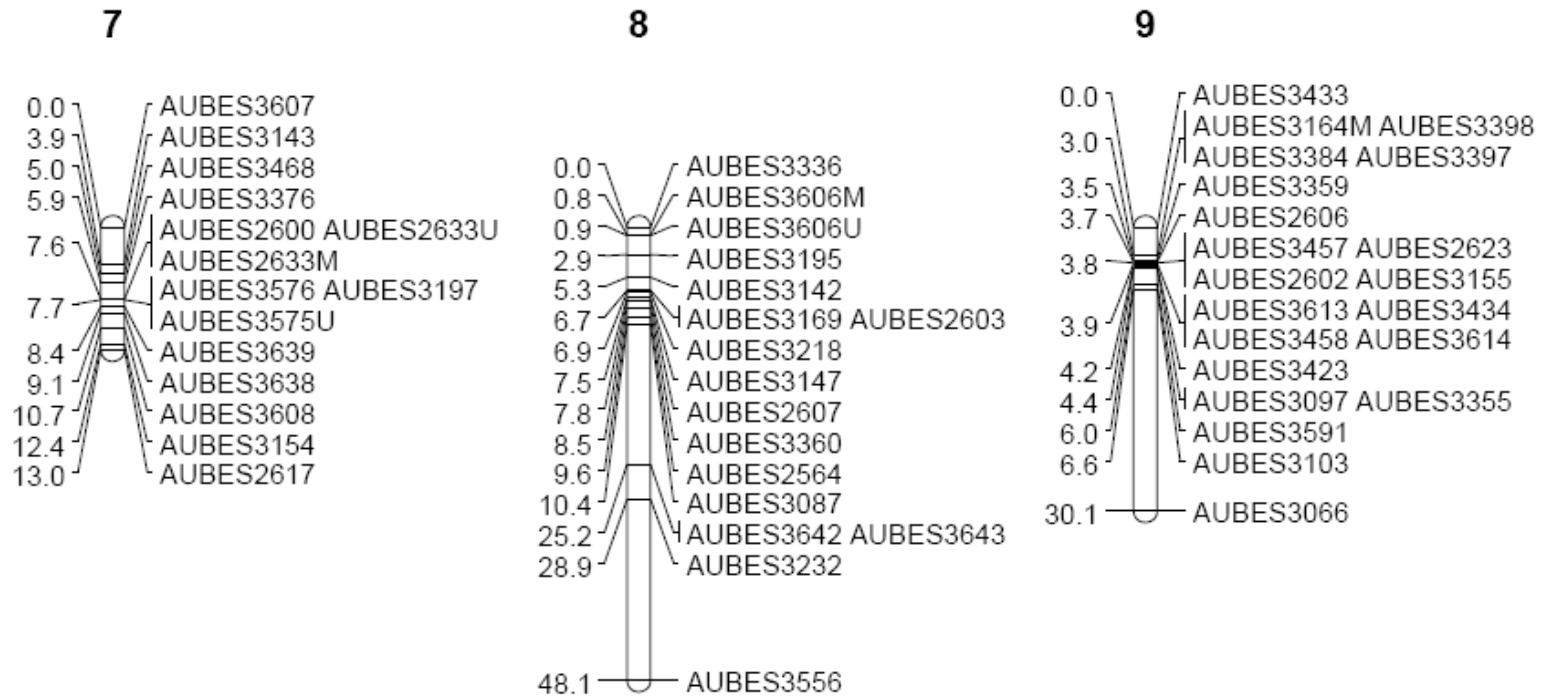 7
0.0 AUBES3607
3.9 AUBES3143
5.0 AUBES3468
5.9 AUBES3376
7.6 AUBES2600 AUBES2633U
AUBES2633M
7.7 AUBES3576 AUBES3197
AUBES3575U
8.4 AUBES3639
9.1 AUBES3638
10.7 AUBES3608
12.4 AUBES3154
13.0 AUBES2617
8
0.0 AUBES3336
0.8 AUBES3606M
0.9 AUBES3606U
2.9 AUBES3195
5.3 AUBES3142
6.7 AUBES3169 AUBES2603
6.9 AUBES3218
7.5 AUBES3147
7.8 AUBES2607
8.5 AUBES3360
9.6 AUBES2564
10.4 AUBES3087
25.2 AUBES3642 AUBES3643
28.9 AUBES3232
48.1 AUBES3556
9
0.0 AUBES3433
3.0 AUBES3164M AUBES3398
AUBES3384 AUBES3397
3.5 AUBES3359
3.7 AUBES2606
3.8 AUBES3457 AUBES2623
AUBES2602 AUBES3155
3.9 AUBES3613 AUBES3434
AUBES3458 AUBES3614
4.2 AUBES3423
4.4 AUBES3097 AUBES3355
6.0 AUBES3591
6.6 AUBES3103
30.1 AUBES3066